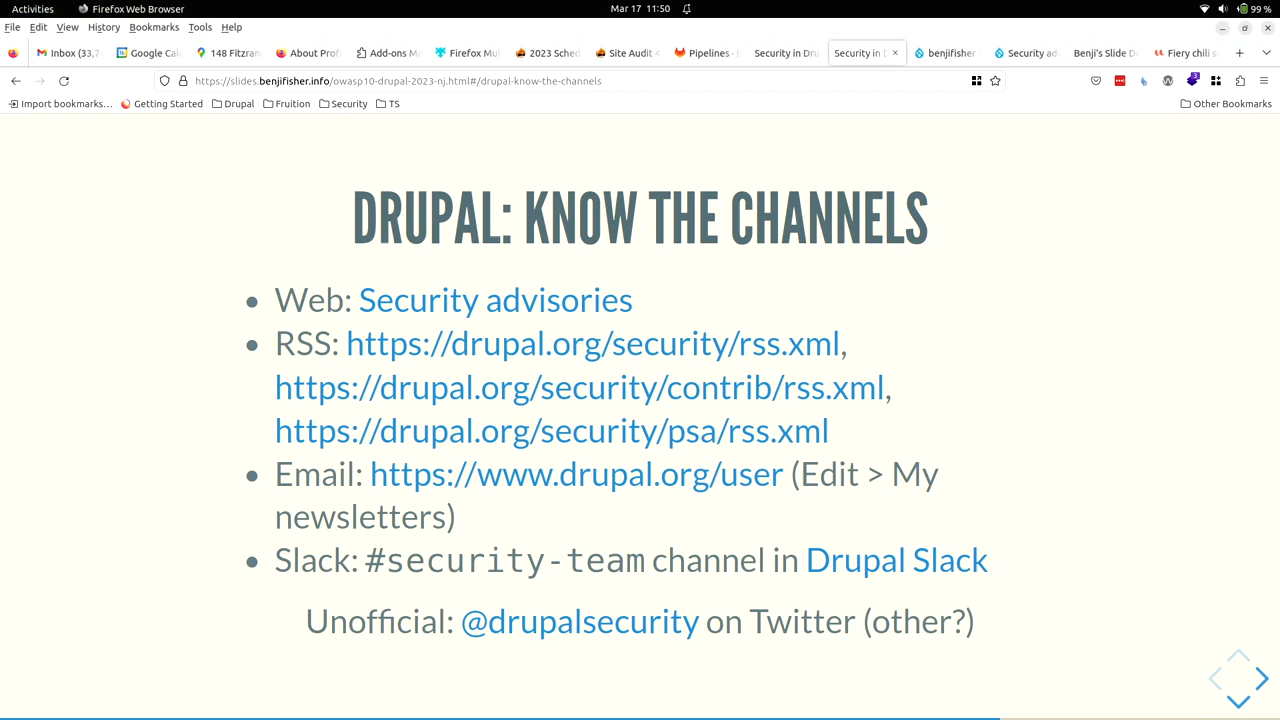 Activities
Firefox Web Browser
Mar 17 11:50
99 %
File Edit View History Bookmarks Tools Help
Inbox (33,7
Google Cal
148 Fitzran
About Prof
Add-ons Ma
Firefox Mul
2023 Sched
Site Audit 4
Pipelines -
Security in Dru
Security in D
benjifisher
Security ad
Benji's Slide D
Fiery chili s
https://slides.benjifisher.info/owasp10-drupal-2023-nj.html#/drupal-know-the-channels
Import bookmarks...
Getting Started
Drupal
Fruition
Security
TS
Other Bookmarks
DRUPAL: KNOW THE CHANNELS
Web: Security advisories
RSS: https://drupal.org/security/rss.xml,
https://drupal.org/security/contrib/rss.xml,
https://drupal.org/security/psa/rss.xml
Email: https://www.drupal.org/user (Edit > My
newsletters)
Slack: #security-team channel in Drupal Slack
Unofficial: @drupalsecurity on Twitter (other?)